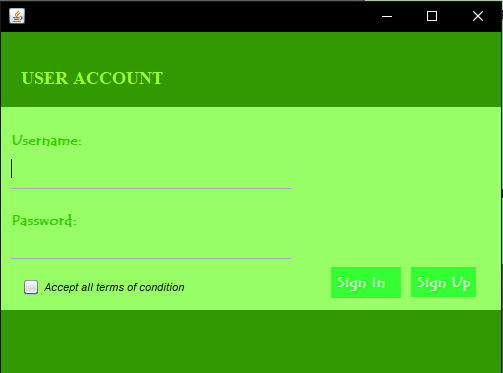 USER ACCOUNT
Username:
Password:
Accept all terms of condition
Sign In
Sign Up